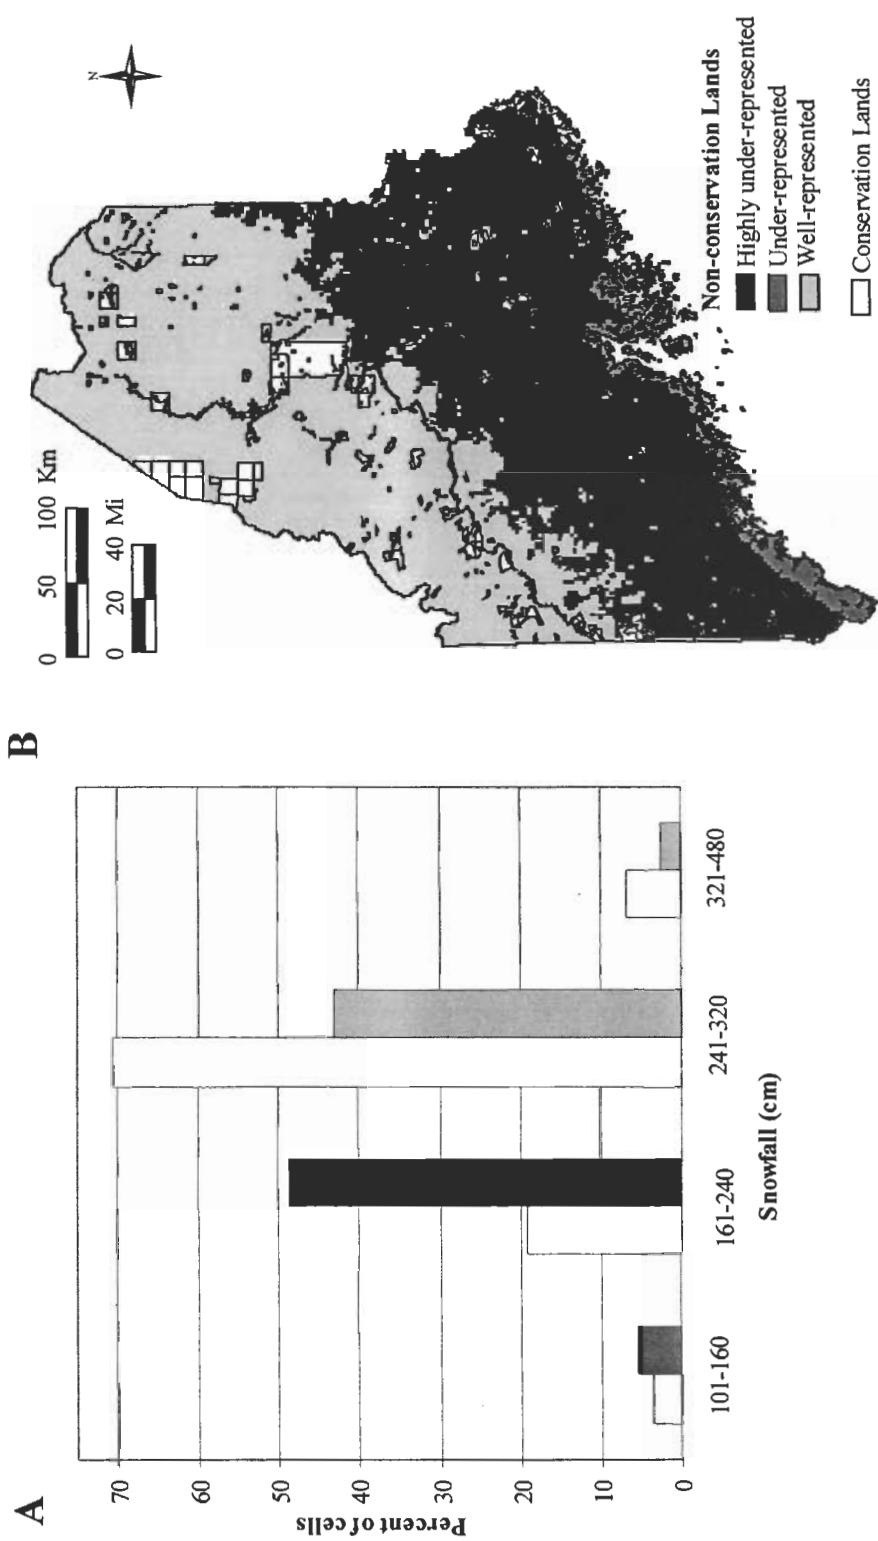 A
70
60
50
40
30
20
10
0
Percent of cells
101-160
161-240
241-320
321-480
Snowfall (cm)
B
0 50 100 Km
0 20 40 Mi
N
Non-conservation Lands
Highly under-represented
Under-represented
Well-represented
Conservation Lands